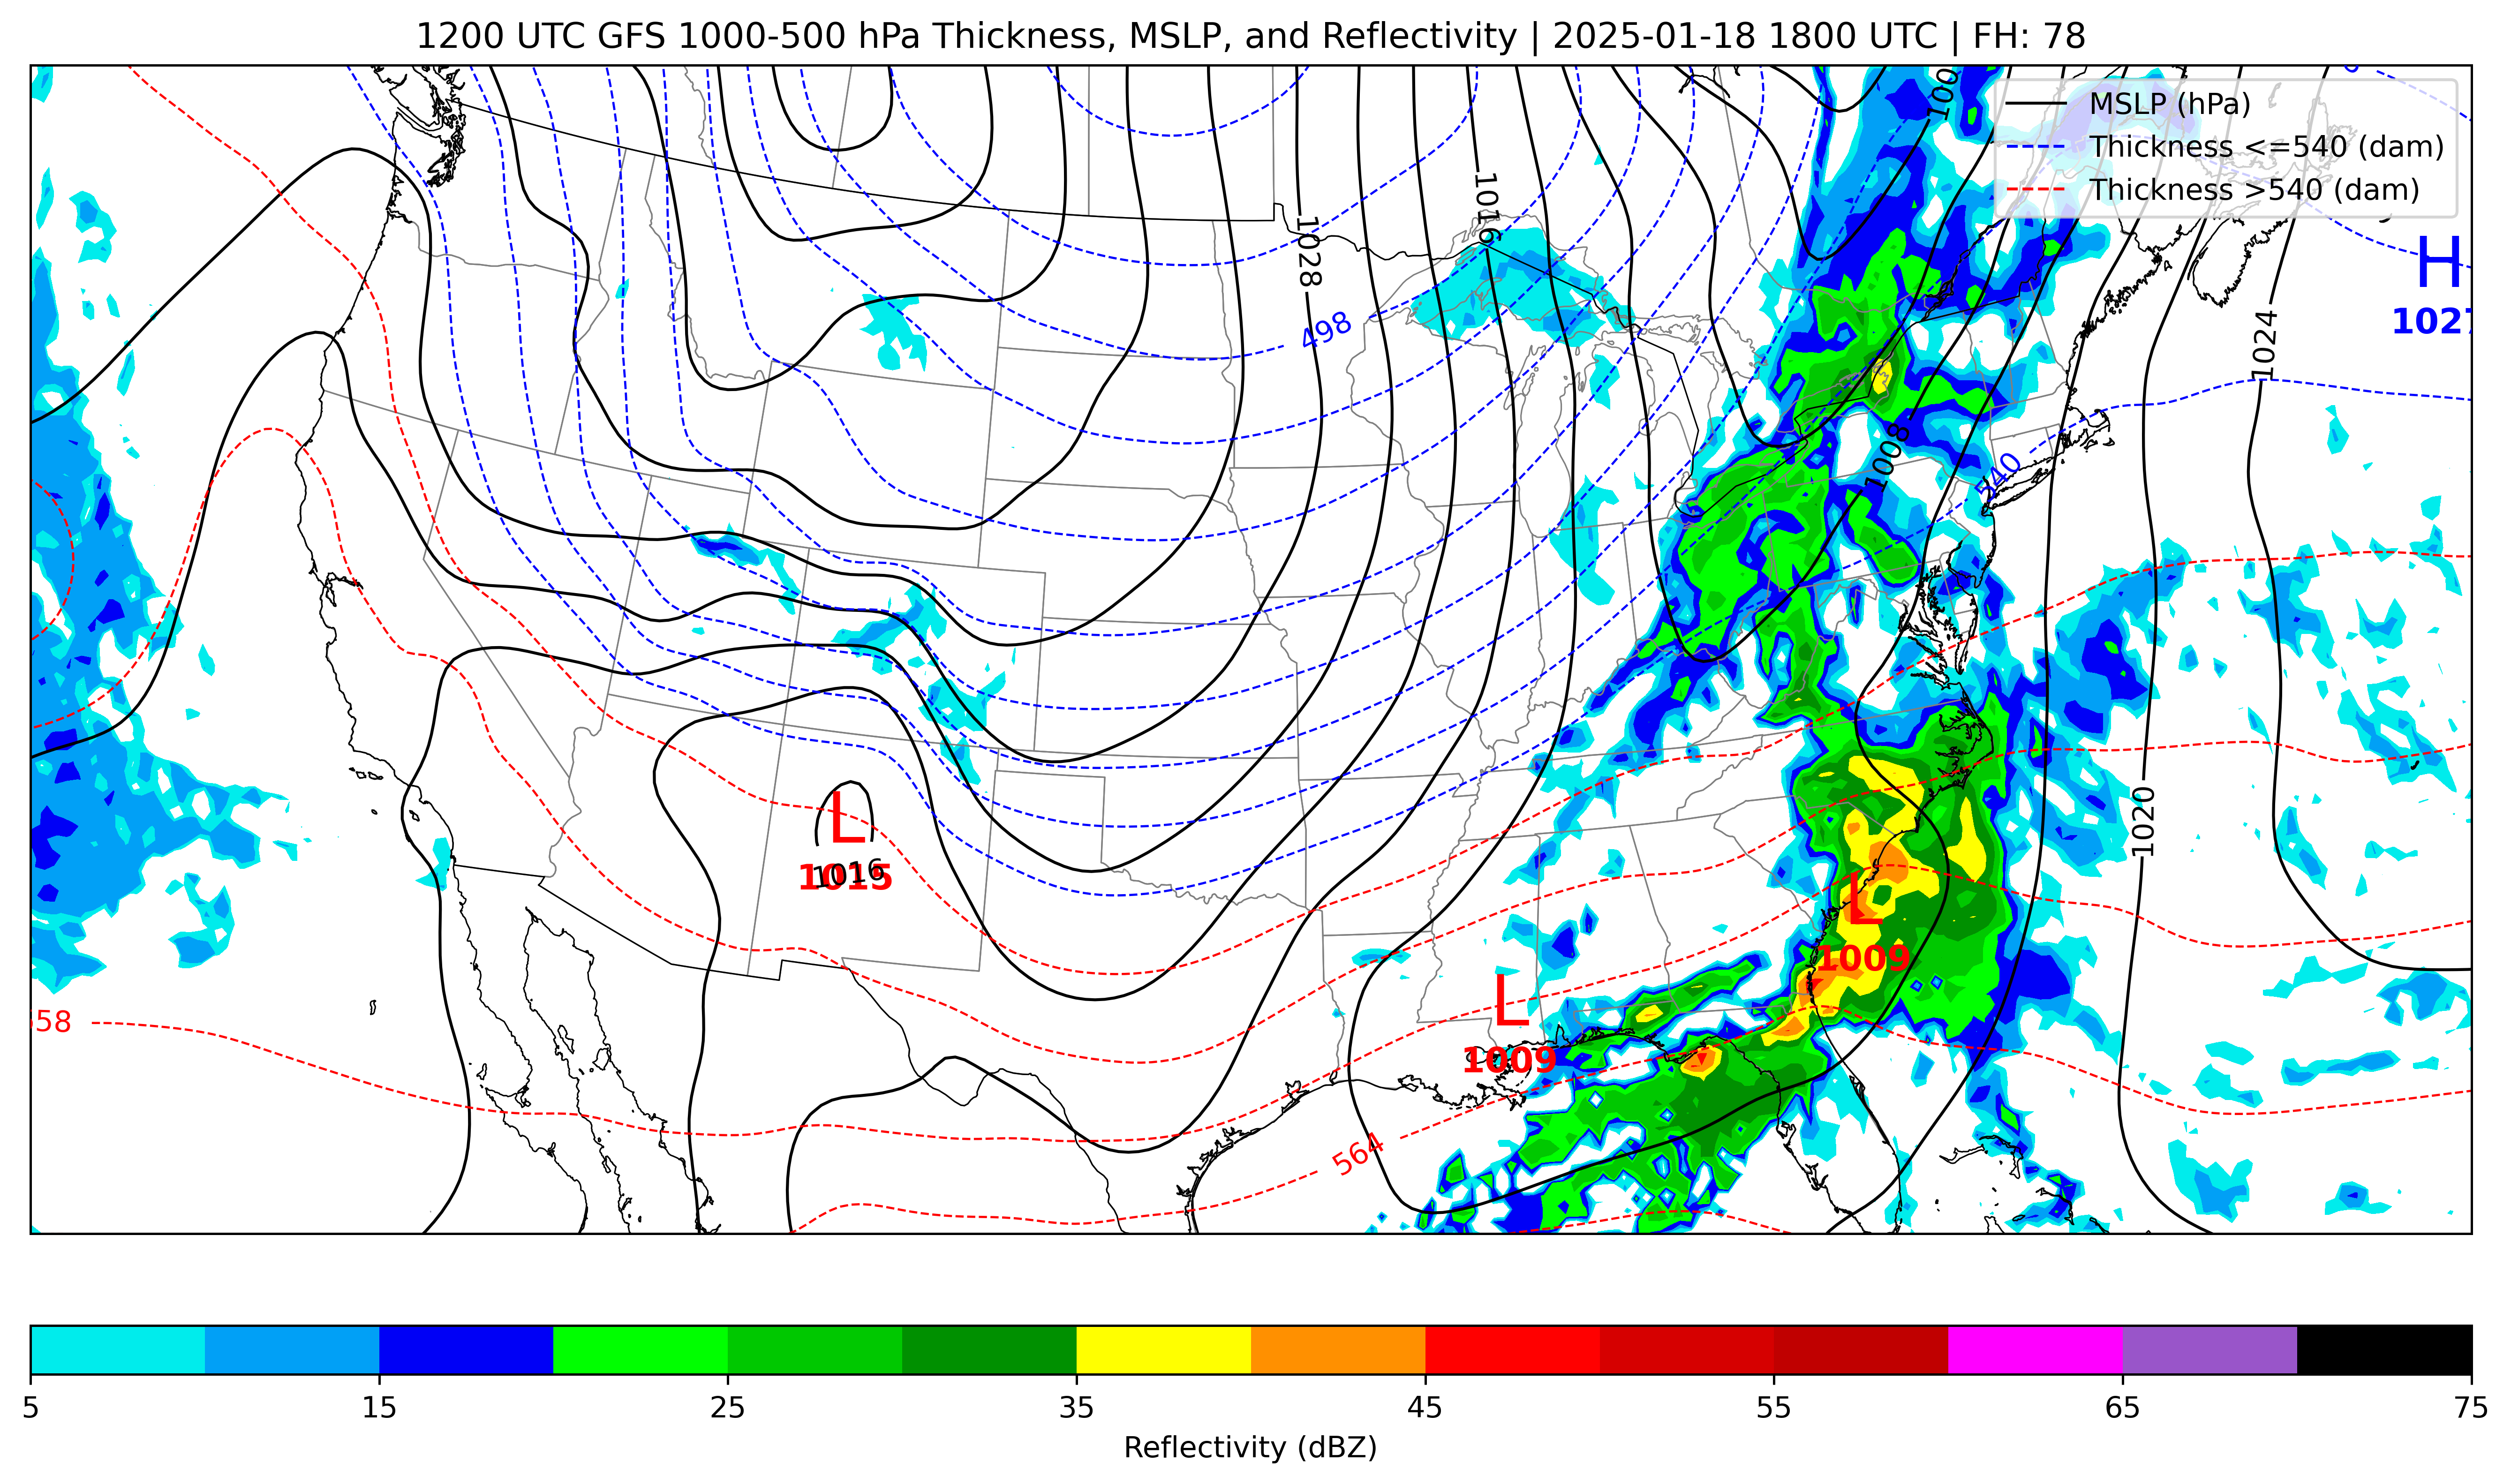 1200 UTC GFS 1000-500 hPa Thickness, MSLP, and Reflectivity | 2025-01-18 1800 UTC | FH: 78
MSLP (hPa)
Thickness <=540 (dam)
Thickness >540 (dam)
100
1016
1028
H
1027
498
1024
1008
540
L
1015
1016
1020
L
1009
L
1009
58
564
5 15 25 35 45 55 65 75
Reflectivity (dBZ)